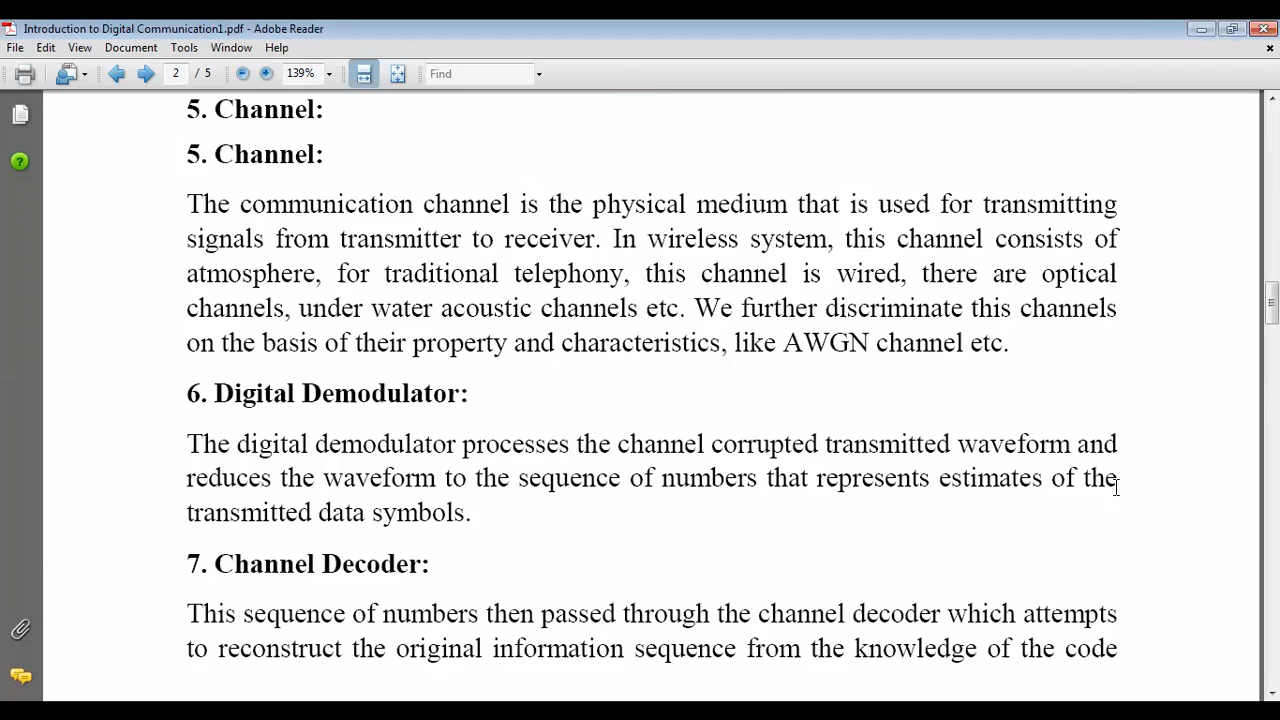 Introduction to Digital Communication1.pdf - Adobe Reader
File Edit View Document Tools Window Help
2 / 5 139% Find
5. Channel:
5. Channel:
The communication channel is the physical medium that is used for transmitting
signals from transmitter to receiver. In wireless system, this channel consists of
atmosphere, for traditional telephony, this channel is wired, there are optical
channels, under water acoustic channels etc. We further discriminate this channels
on the basis of their property and characteristics, like AWGN channel etc.
6. Digital Demodulator:
The digital demodulator processes the channel corrupted transmitted waveform and
reduces the waveform to the sequence of numbers that represents estimates of the
transmitted data symbols.
7. Channel Decoder:
This sequence of numbers then passed through the channel decoder which attempts
to reconstruct the original information sequence from the knowledge of the code